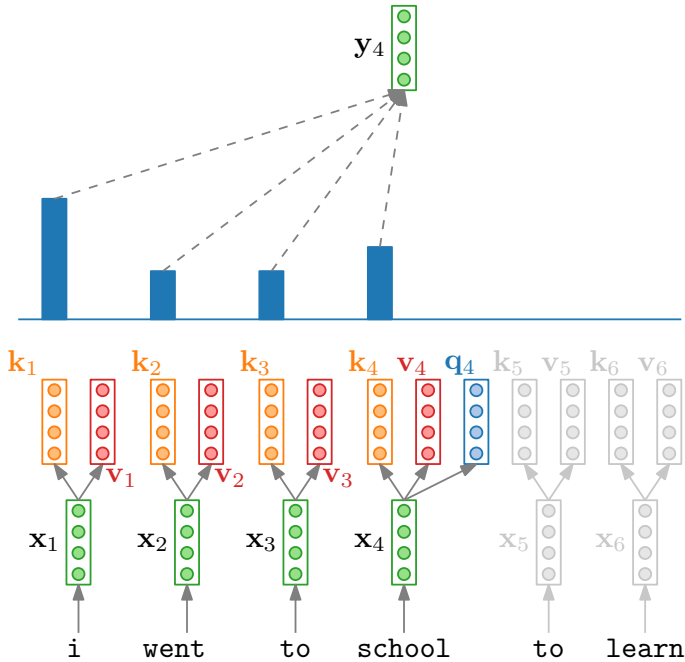 y4
k1 k2 k3 k4 v4 q4 k5 v5 k6 v6
v1 v2 v3
x1 x2 x3 x4 x5 x6
i went to school to learn